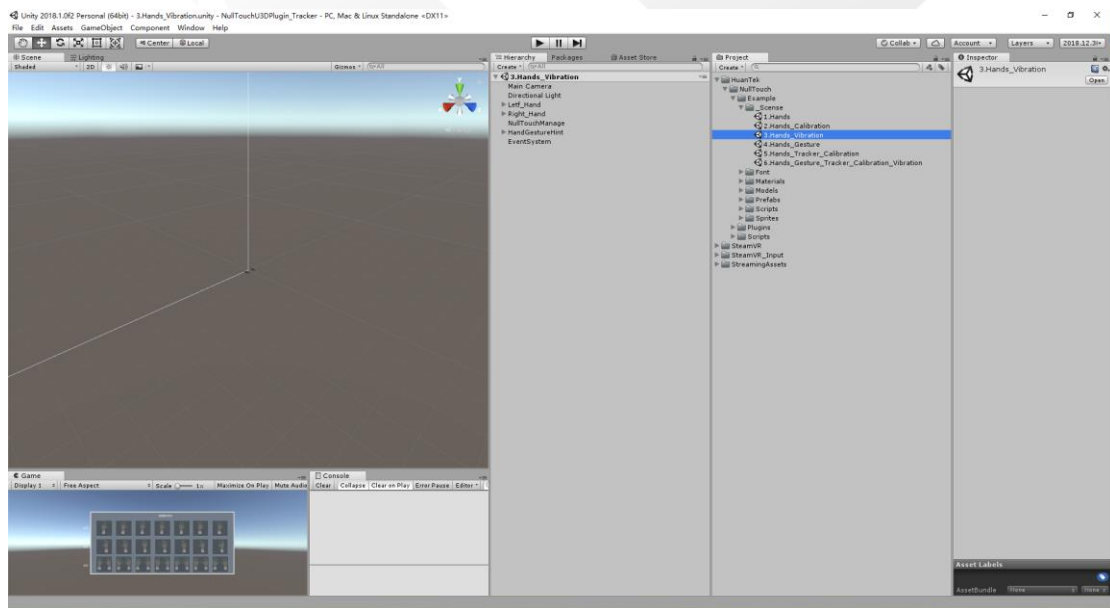 Unity 2018.1.0f2 Personal (64bit) - 3.Hands_Vibration.unity - NullTouchU3DPlugin_Tracker - PC, Mac & Linux Standalone <DX11>
File Edit Assets GameObject Component Window Help
Center Local Collab Account Layers 2018.12.3
Scene Lighting
Shaded 2D Gizmos All
Hierarchy Packages Asset Store
Create All
3.Hands_Vibration
Main Camera
Directional Light
Letf_Hand
Right_Hand
NullTouchManage
HandGestureHint
EventSystem
Project
Create
HuanTek
NullTouch
Example
_Scense
1.Hands
2.Hands_Calibration
3.Hands_Vibration
4.Hands_Gesture
5.Hands_Tracker_Calibration
6.Hands_Gesture_Tracker_Calibration_Vibration
Font
Materials
Models
Prefabs
Scripts
Sprites
Plugins
Scripts
SteamVR
SteamVR_Input
StreamingAssets
Inspector
3.Hands_Vibration
Open
Game
Display 1 Free Aspect Scale 1x Maximize On Play Mute Audio
Console
Clear Collapse Clear on Play Error Pause Editor
Asset Labels
AssetBundle None None